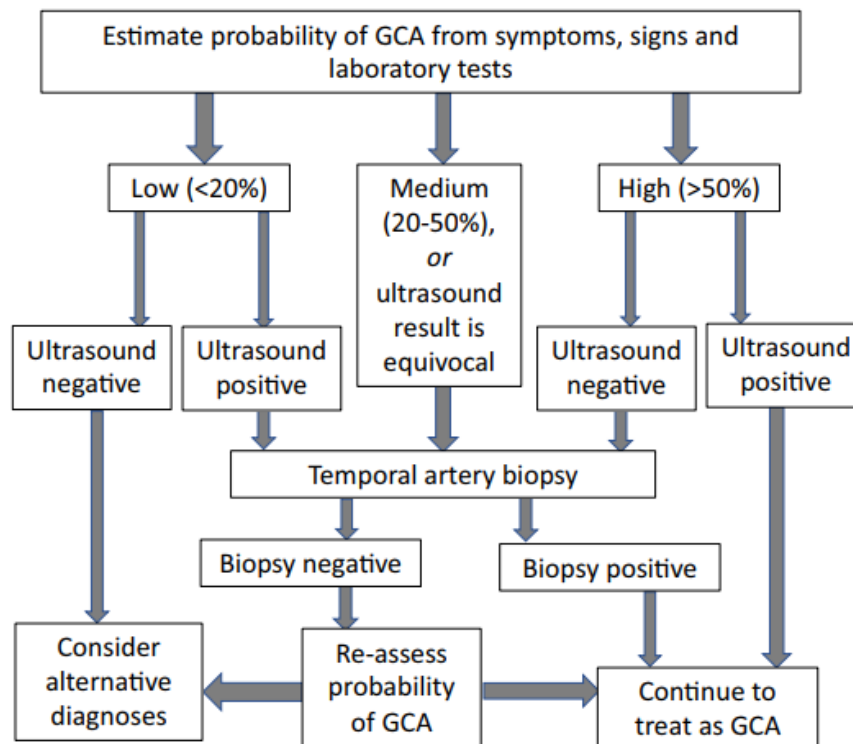 Estimate probability of GCA from symptoms, signs and
laboratory tests
Low (<20%)
Medium
(20-50%),
or
ultrasound
result is
equivocal
High (>50%)
Ultrasound
negative
Ultrasound
positive
Ultrasound
negative
Ultrasound
positive
Temporal artery biopsy
Biopsy negative
Biopsy positive
Consider
alternative
diagnoses
Re-assess
probability
of GCA
Continue to
treat as GCA